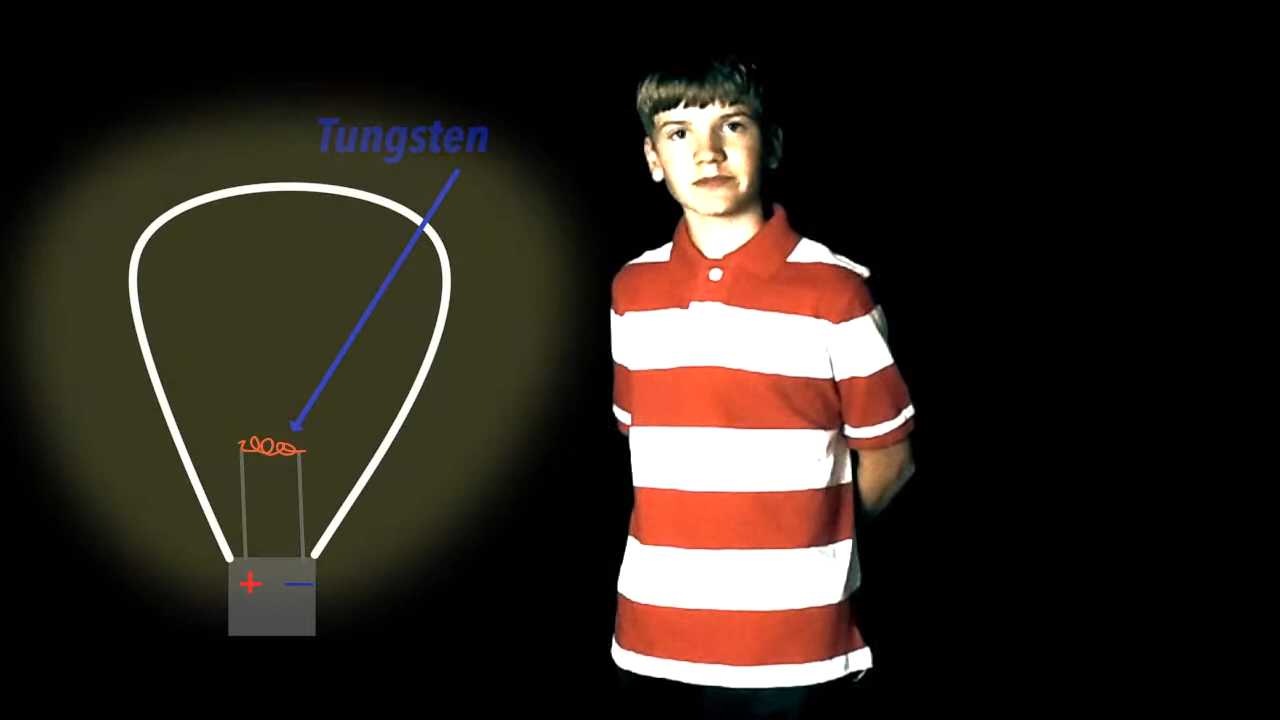 Tungsten
+ —